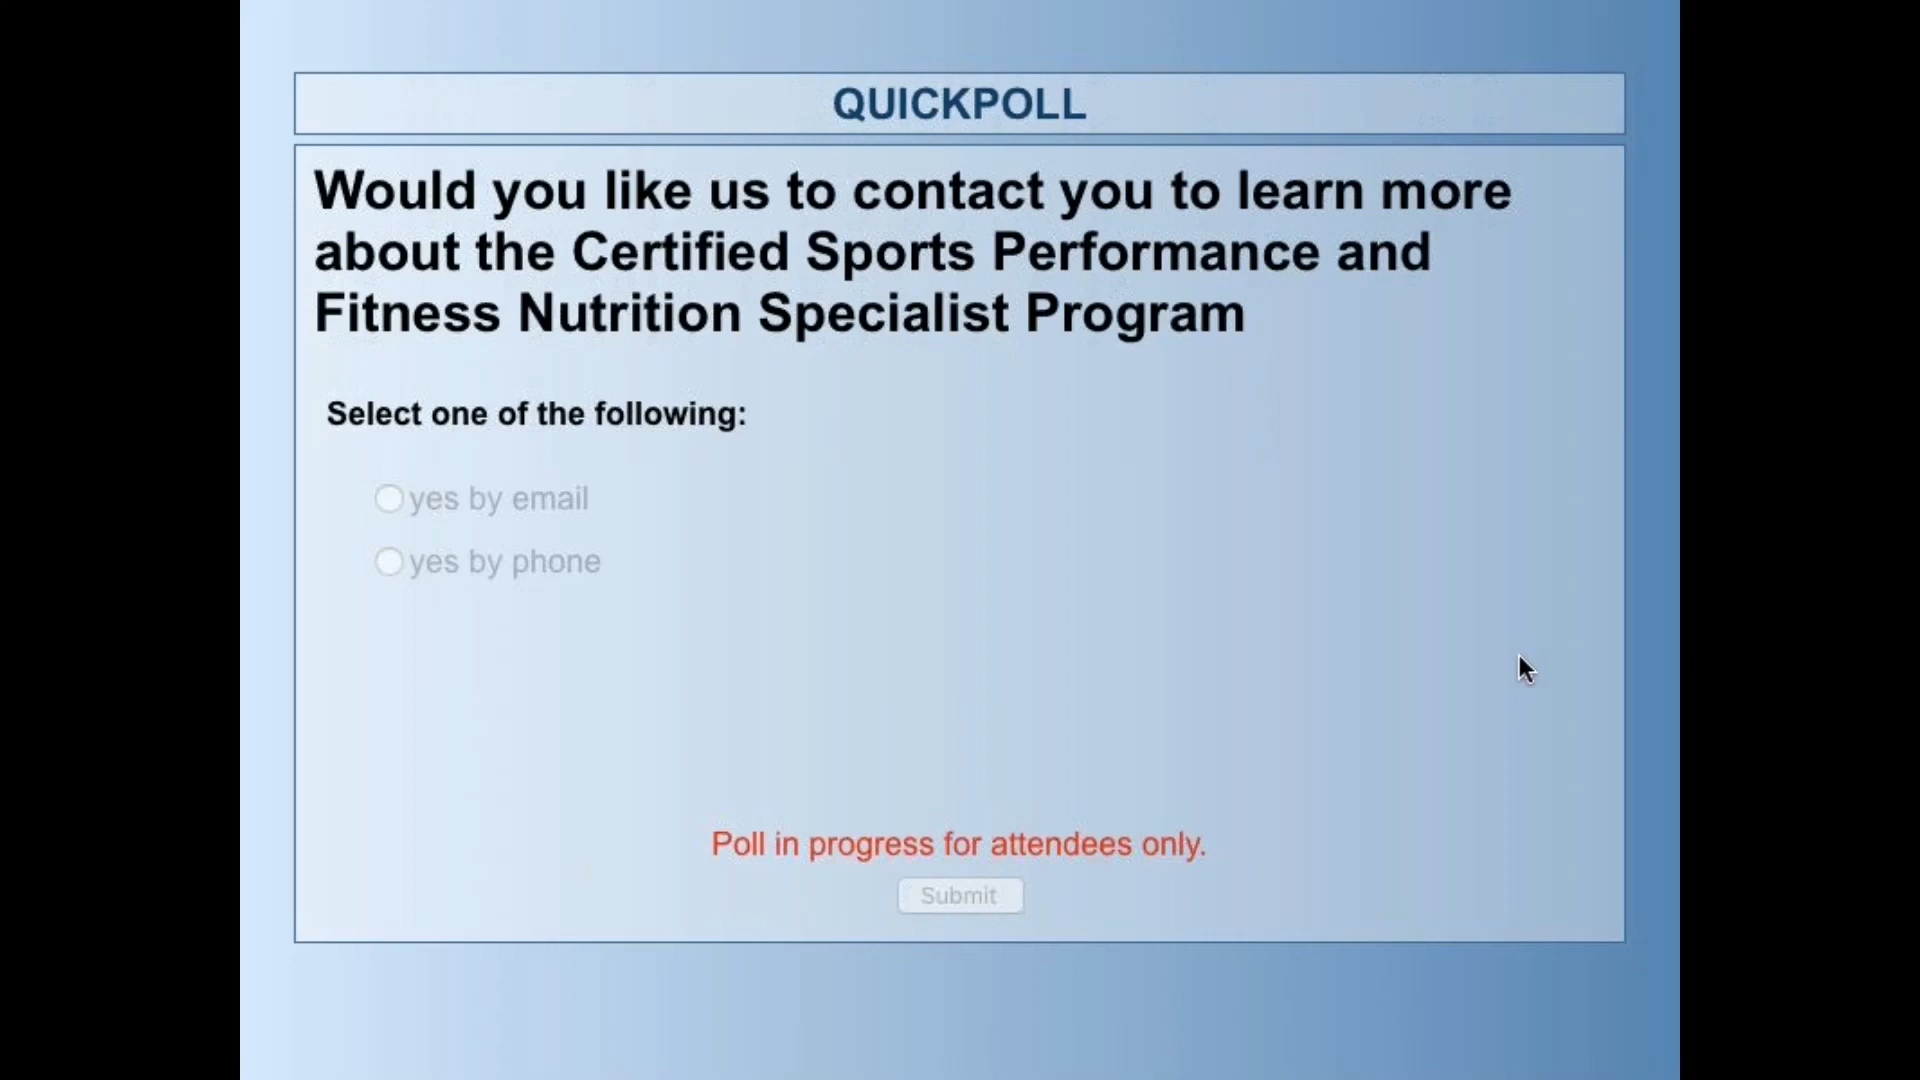 QUICKPOLL
Would you like us to contact you to learn more
about the Certified Sports Performance and
Fitness Nutrition Specialist Program
Select one of the following:
yes by email
yes by phone
Poll in progress for attendees only.
Submit